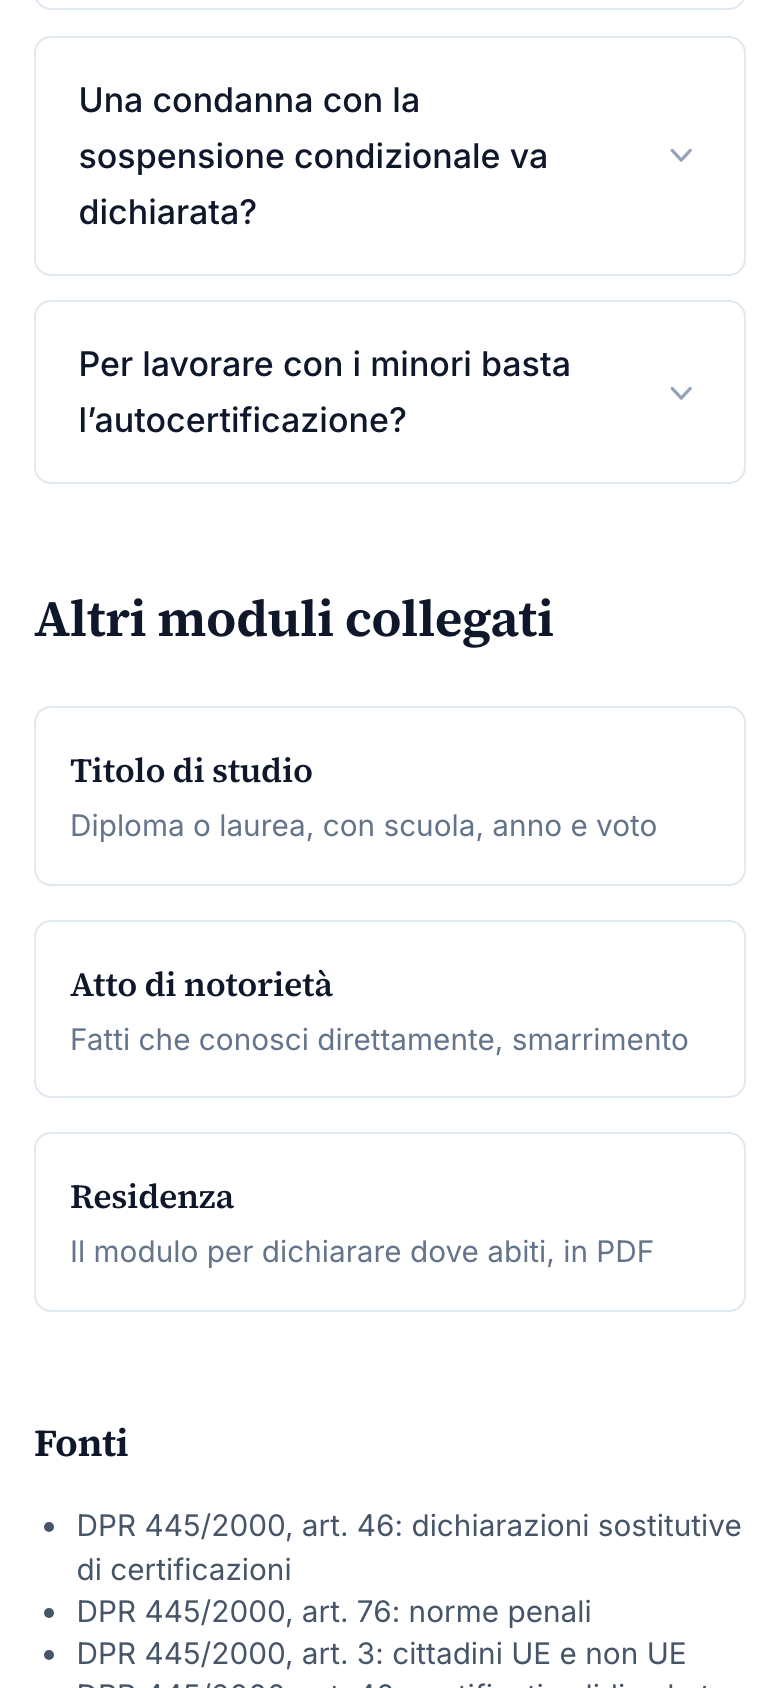 Una condanna con la
sospensione condizionale va
dichiarata?
Per lavorare con i minori basta
l’autocertificazione?
Altri moduli collegati
Titolo di studio
Diploma o laurea, con scuola, anno e voto
Atto di notorietà
Fatti che conosci direttamente, smarrimento
Residenza
Il modulo per dichiarare dove abiti, in PDF
Fonti
• DPR 445/2000, art. 46: dichiarazioni sostitutive
di certificazioni
• DPR 445/2000, art. 76: norme penali
• DPR 445/2000, art. 3: cittadini UE e non UE